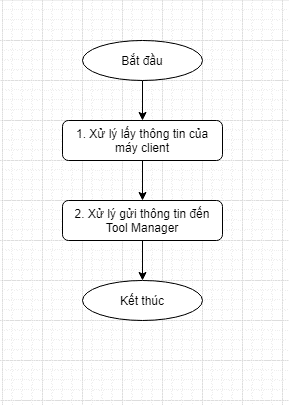 Bắt đầu
1. Xử lý lấy thông tin của
máy client
2. Xử lý gửi thông tin đến
Tool Manager
Kết thúc